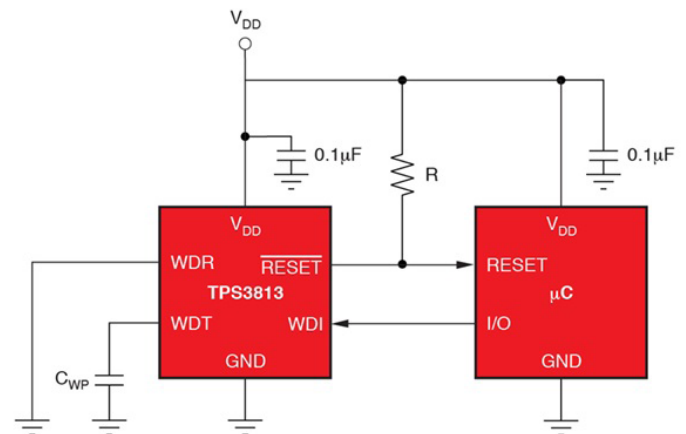 VDD
0.1µF
R
0.1µF
VDD
WDR
RESET
TPS3813
WDT
WDI
GND
CWP
VDD
RESET
µC
I/O
GND